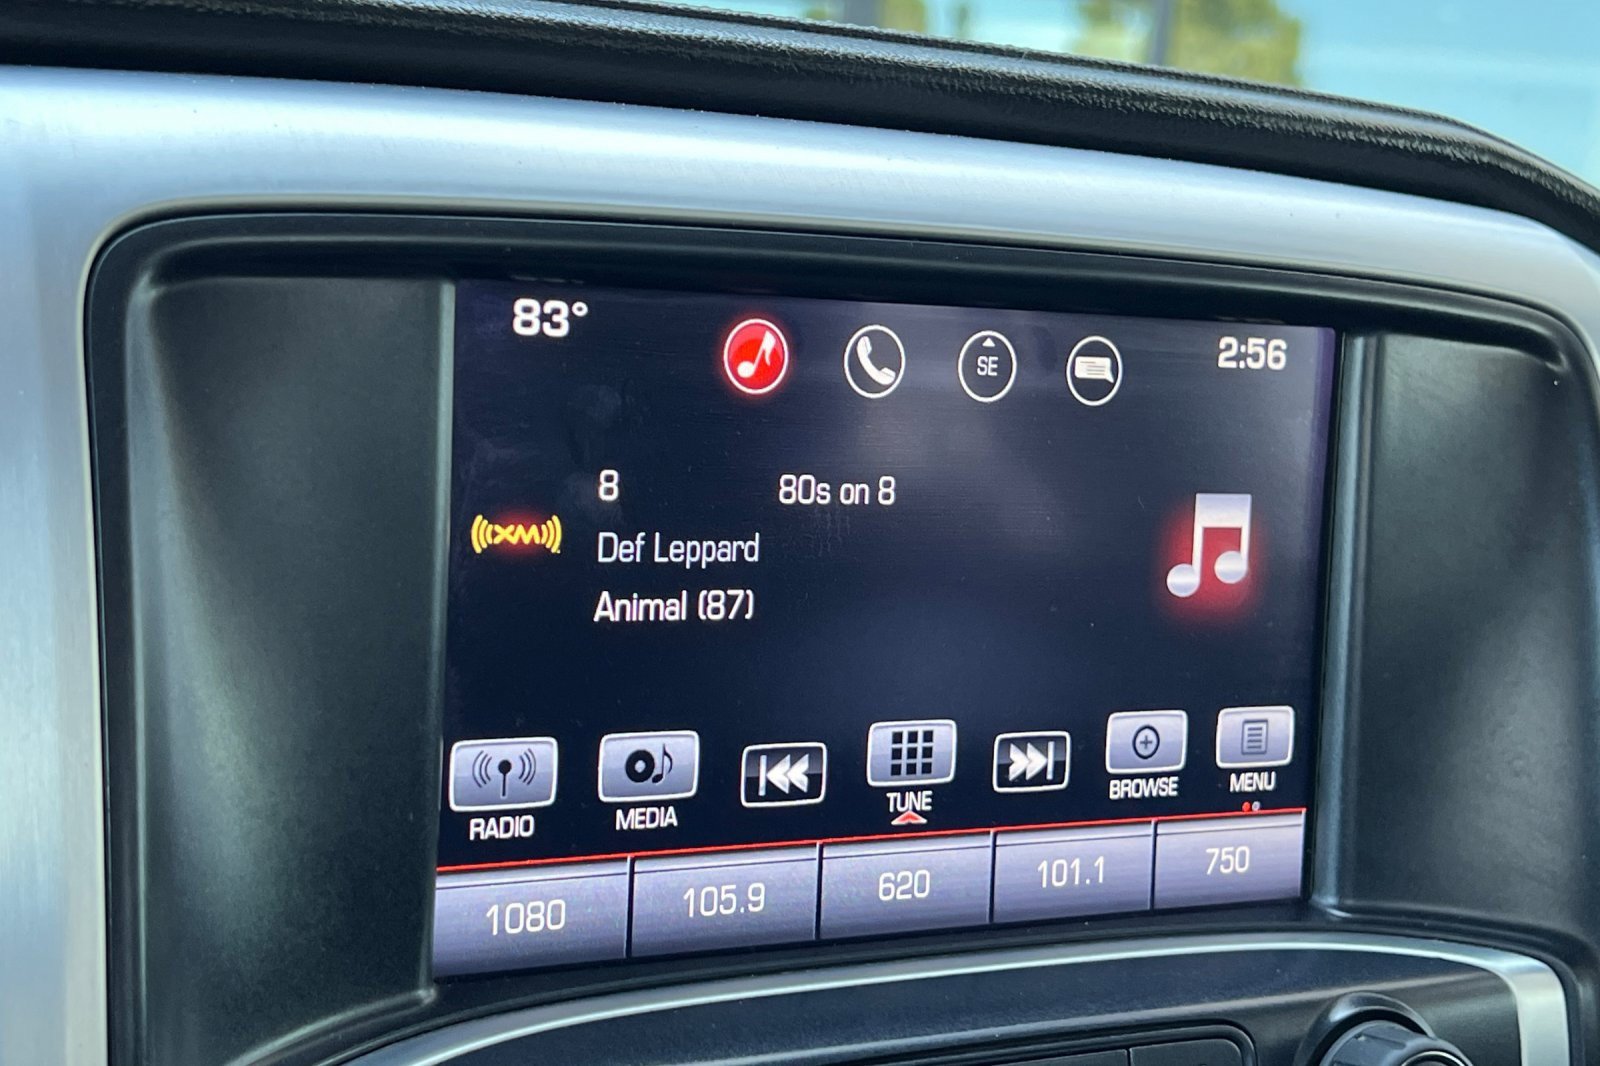 83° SE 2:56
8 80s on 8
((XM))
Def Leppard
Animal (87)
RADIO MEDIA TUNE BROWSE MENU
1080 105.9 620 101.1 750